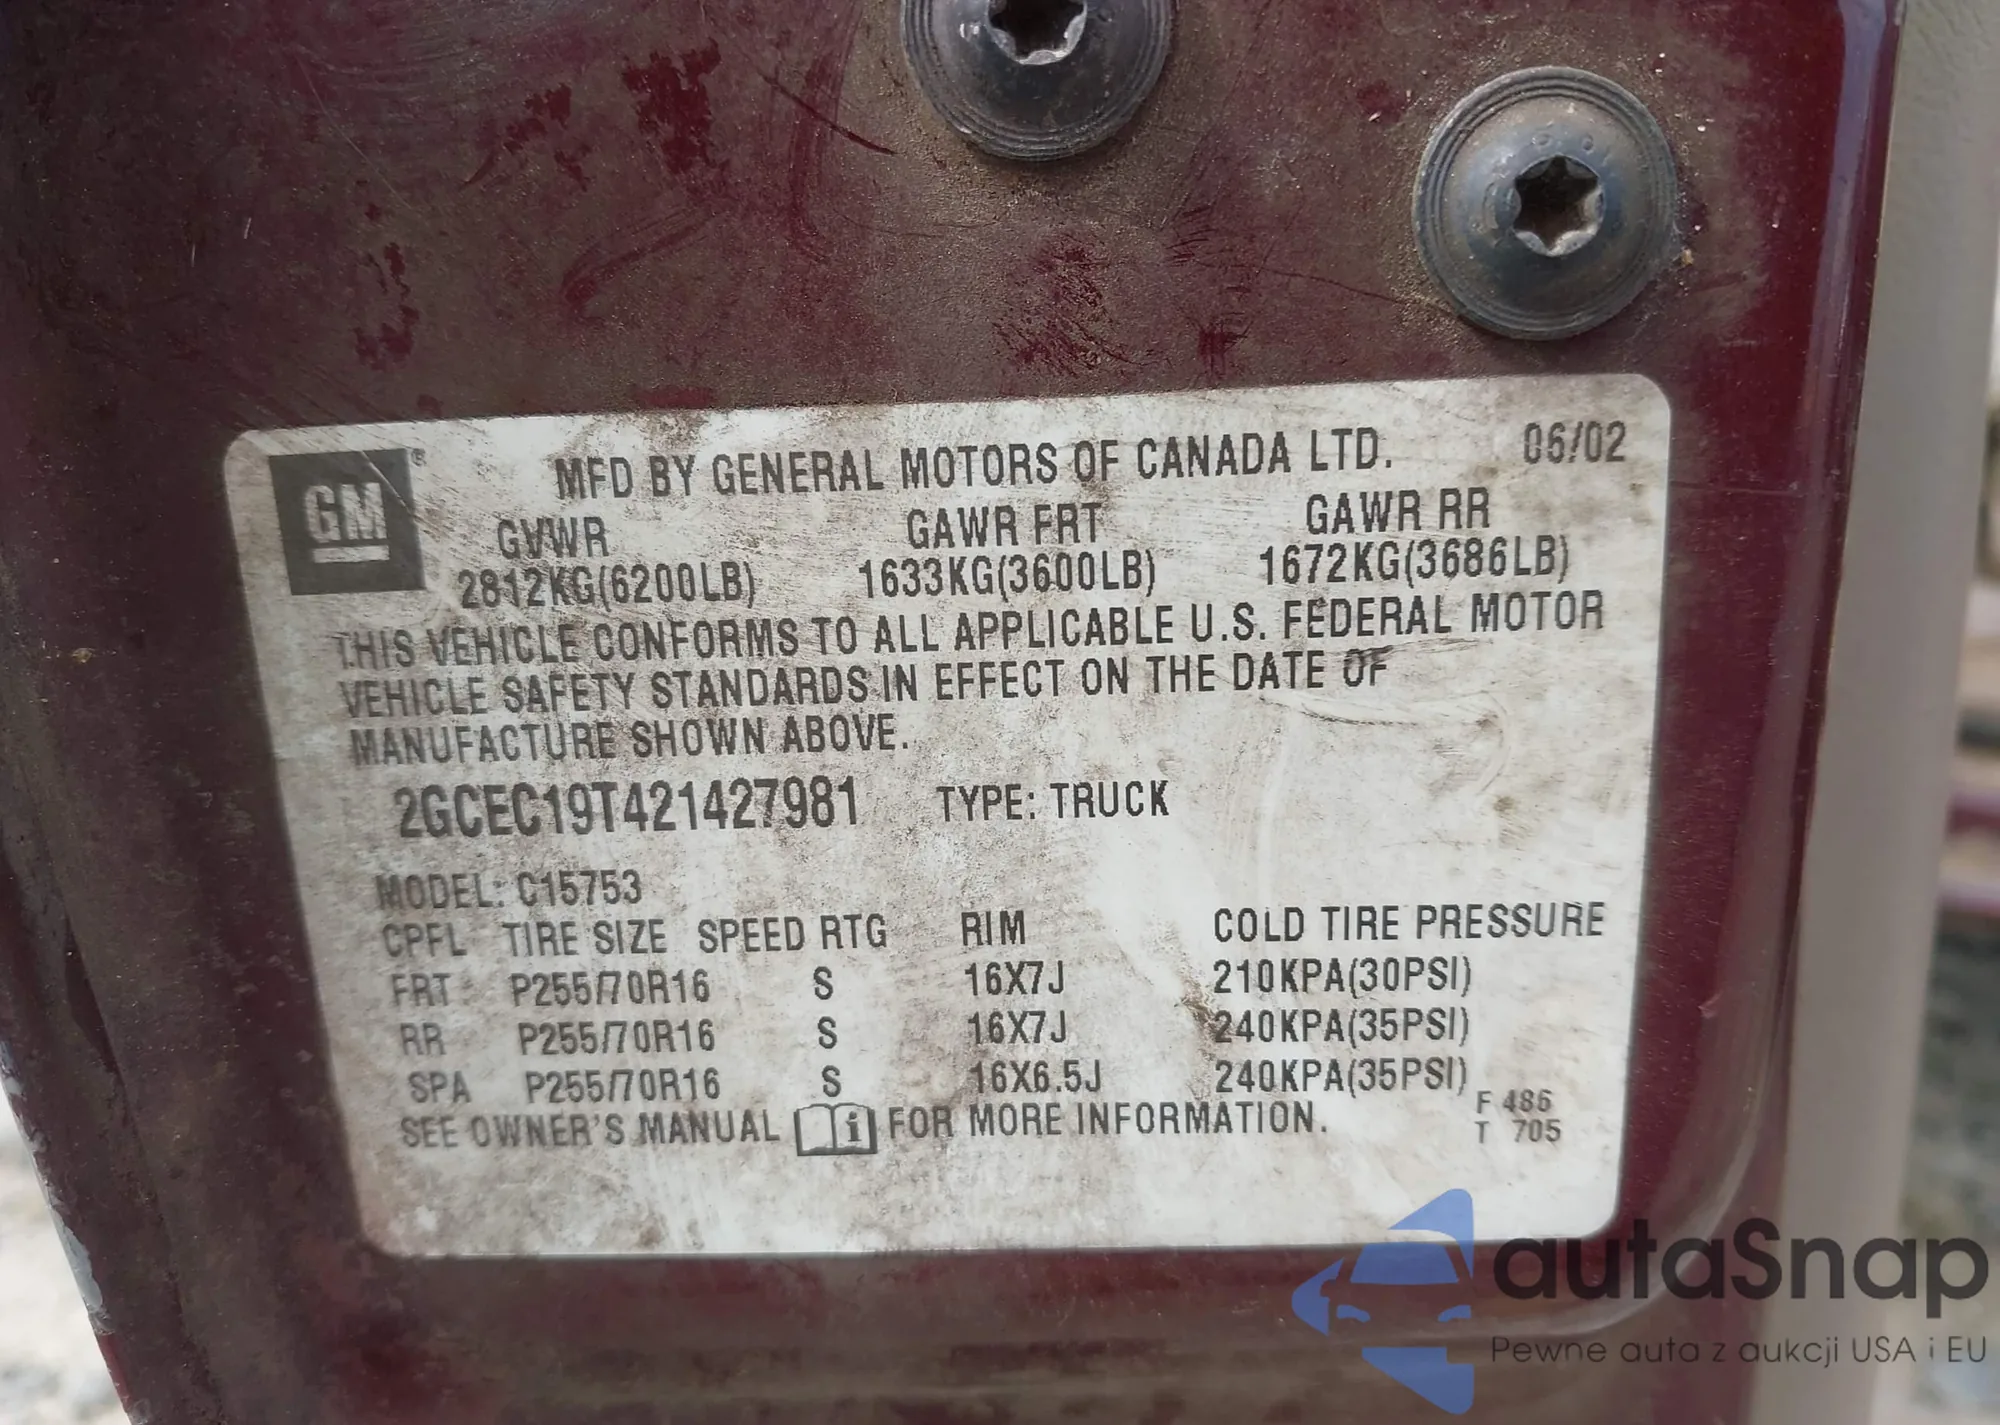 GM®
MFD BY GENERAL MOTORS OF CANADA LTD. 06/02
GVWR GAWR FRT GAWR RR
2812KG(6200LB) 1633KG(3600LB) 1672KG(3686LB)
THIS VEHICLE CONFORMS TO ALL APPLICABLE U.S. FEDERAL MOTOR
VEHICLE SAFETY STANDARDS IN EFFECT ON THE DATE OF
MANUFACTURE SHOWN ABOVE.
2GCEC19T421427981 TYPE: TRUCK
MODEL: C15753
CPFL TIRE SIZE SPEED RTG RIM COLD TIRE PRESSURE
FRT P255/70R16 S 16X7J 210KPA(30PSI)
RR P255/70R16 S 16X7J 240KPA(35PSI)
SPA P255/70R16 S 16X6.5J 240KPA(35PSI)
SEE OWNER'S MANUAL i FOR MORE INFORMATION.
F 486
T 705
autaSnap
Pewne auta z aukcji USA i EU